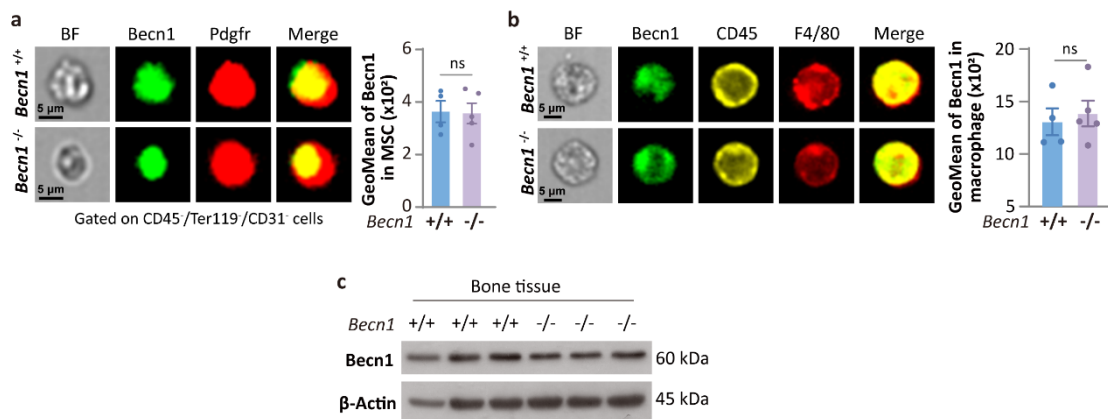 a
BF Becn1 Pdgfr Merge
Becn1 +/+
5 µm
Becn1 -/-
5 µm
Gated on CD45-/Ter119-/CD31- cells
GeoMean of Becn1
in MSC (x10²)
6
4
2
0
ns
Becn1 +/+ -/-
b
BF Becn1 CD45 F4/80 Merge
Becn1 +/+
5 µm
Becn1 -/-
5 µm
GeoMean of Becn1 in
macrophage (x10²)
20
15
10
5
ns
Becn1 +/+ -/-
c
Bone tissue
Becn1 +/+ +/+ +/+ -/- -/- -/-
Becn1 60 kDa
β-Actin 45 kDa